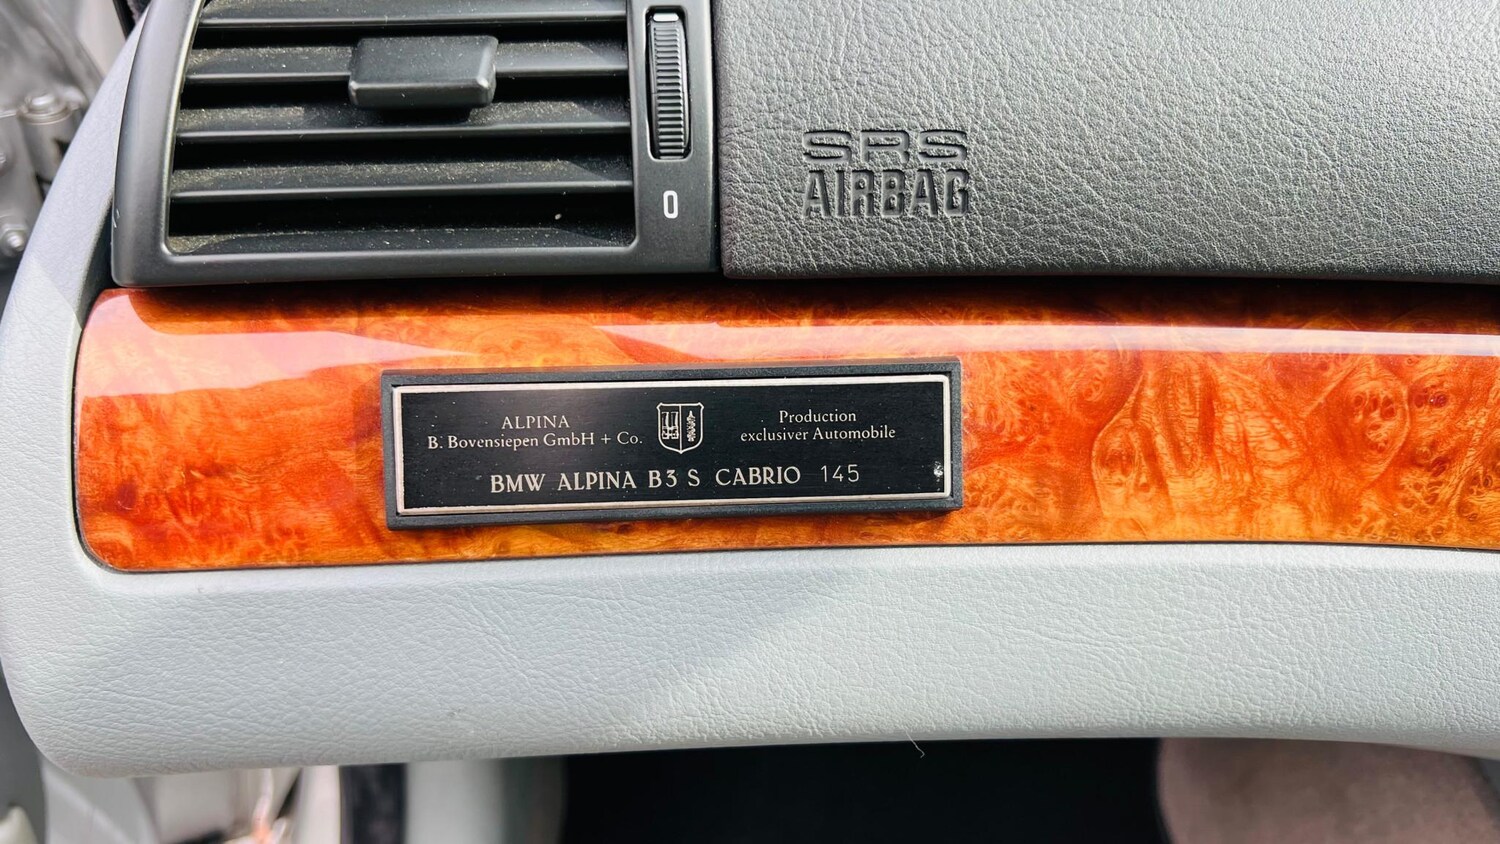 0
SRS
AIRBAG
ALPINA
B. Bovensiepen GmbH + Co.
Production
exclusiver Automobile
BMW ALPINA B3 S CABRIO 145